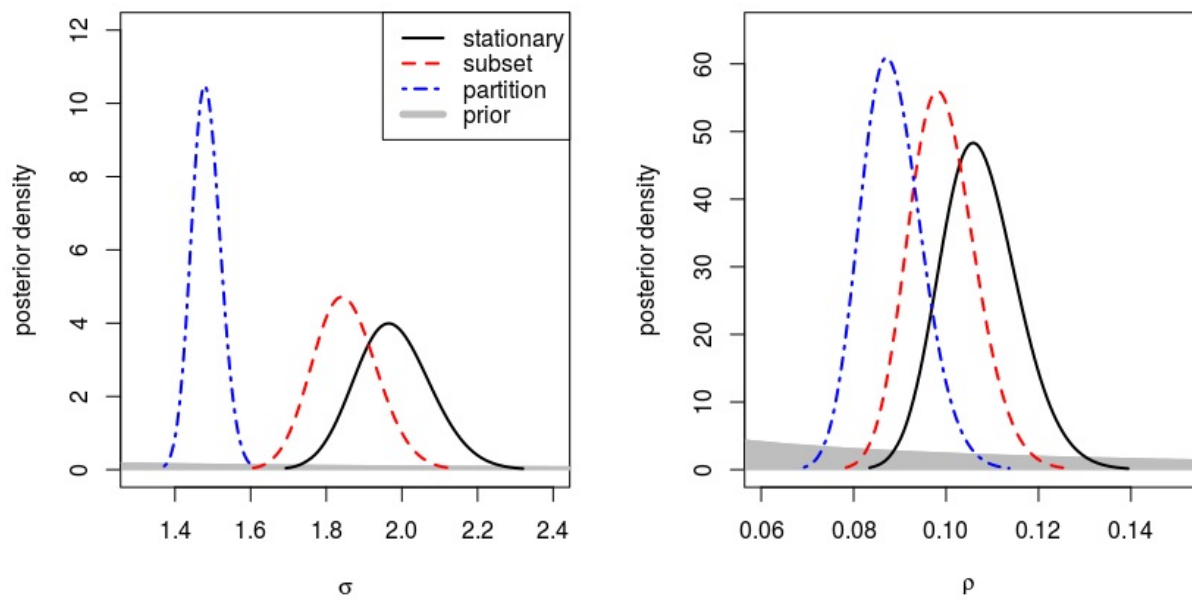 posterior density
12
10
8
6
4
2
0
stationary
subset
partition
prior
1.4 1.6 1.8 2.0 2.2 2.4
σ
posterior density
60
50
40
30
20
10
0
0.06 0.08 0.10 0.12 0.14
ρ